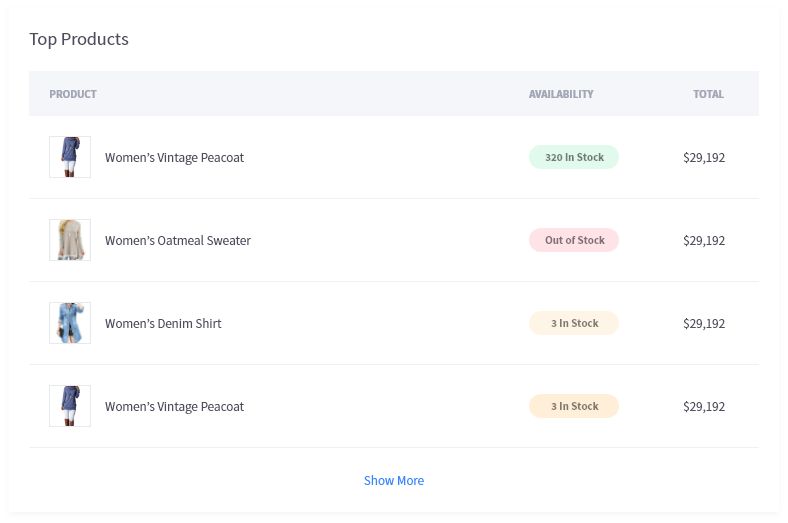 Top Products
PRODUCT AVAILABILITY TOTAL
Women's Vintage Peacoat 320 In Stock $29,192
Women's Oatmeal Sweater Out of Stock $29,192
Women's Denim Shirt 3 In Stock $29,192
Women's Vintage Peacoat 3 In Stock $29,192
Show More